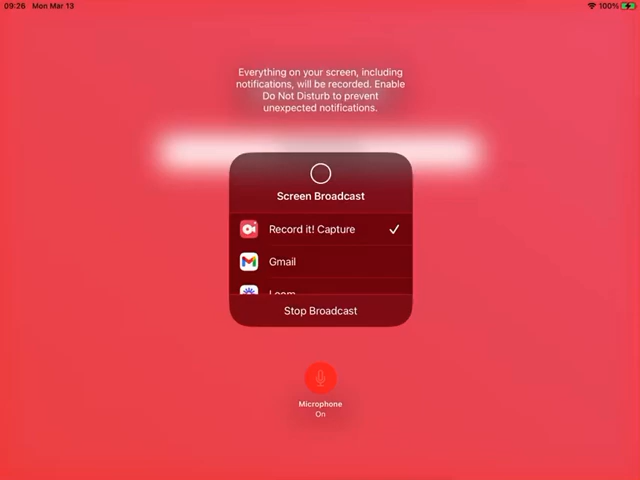 09:26 Mon Mar 13
100%
Everything on your screen, including
notifications, will be recorded. Enable
Do Not Disturb to prevent
unexpected notifications.
Screen Broadcast
Record it! Capture
Gmail
Loom
Stop Broadcast
Microphone
On